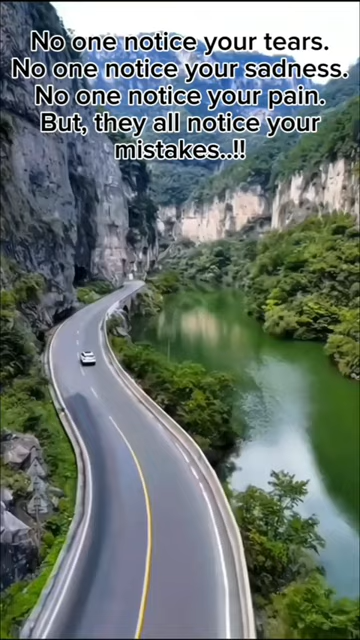 No one notice your tears.
No one notice your sadness.
No one notice your pain.
But, they all notice your
mistakes..!!